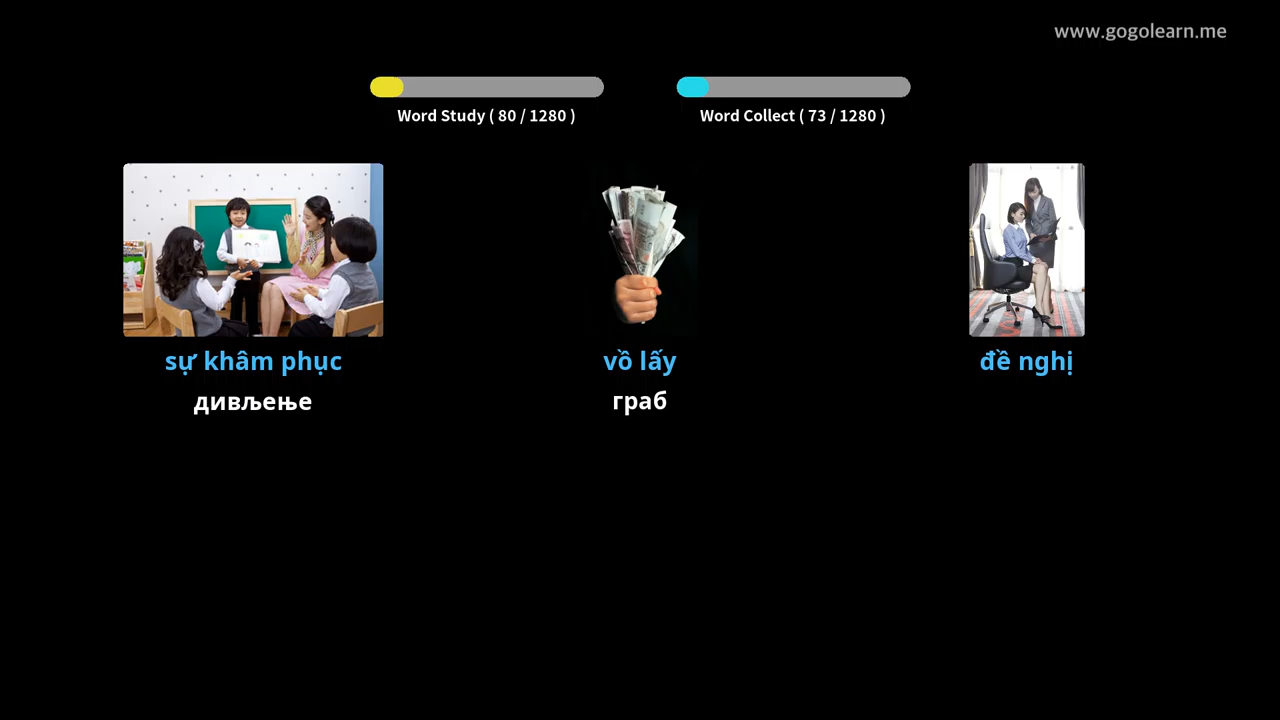 www.gogolearn.me
Word Study ( 80 / 1280 )
Word Collect ( 73 / 1280 )
sự khâm phục
дивљење
vồ lấy
граб
đề nghị